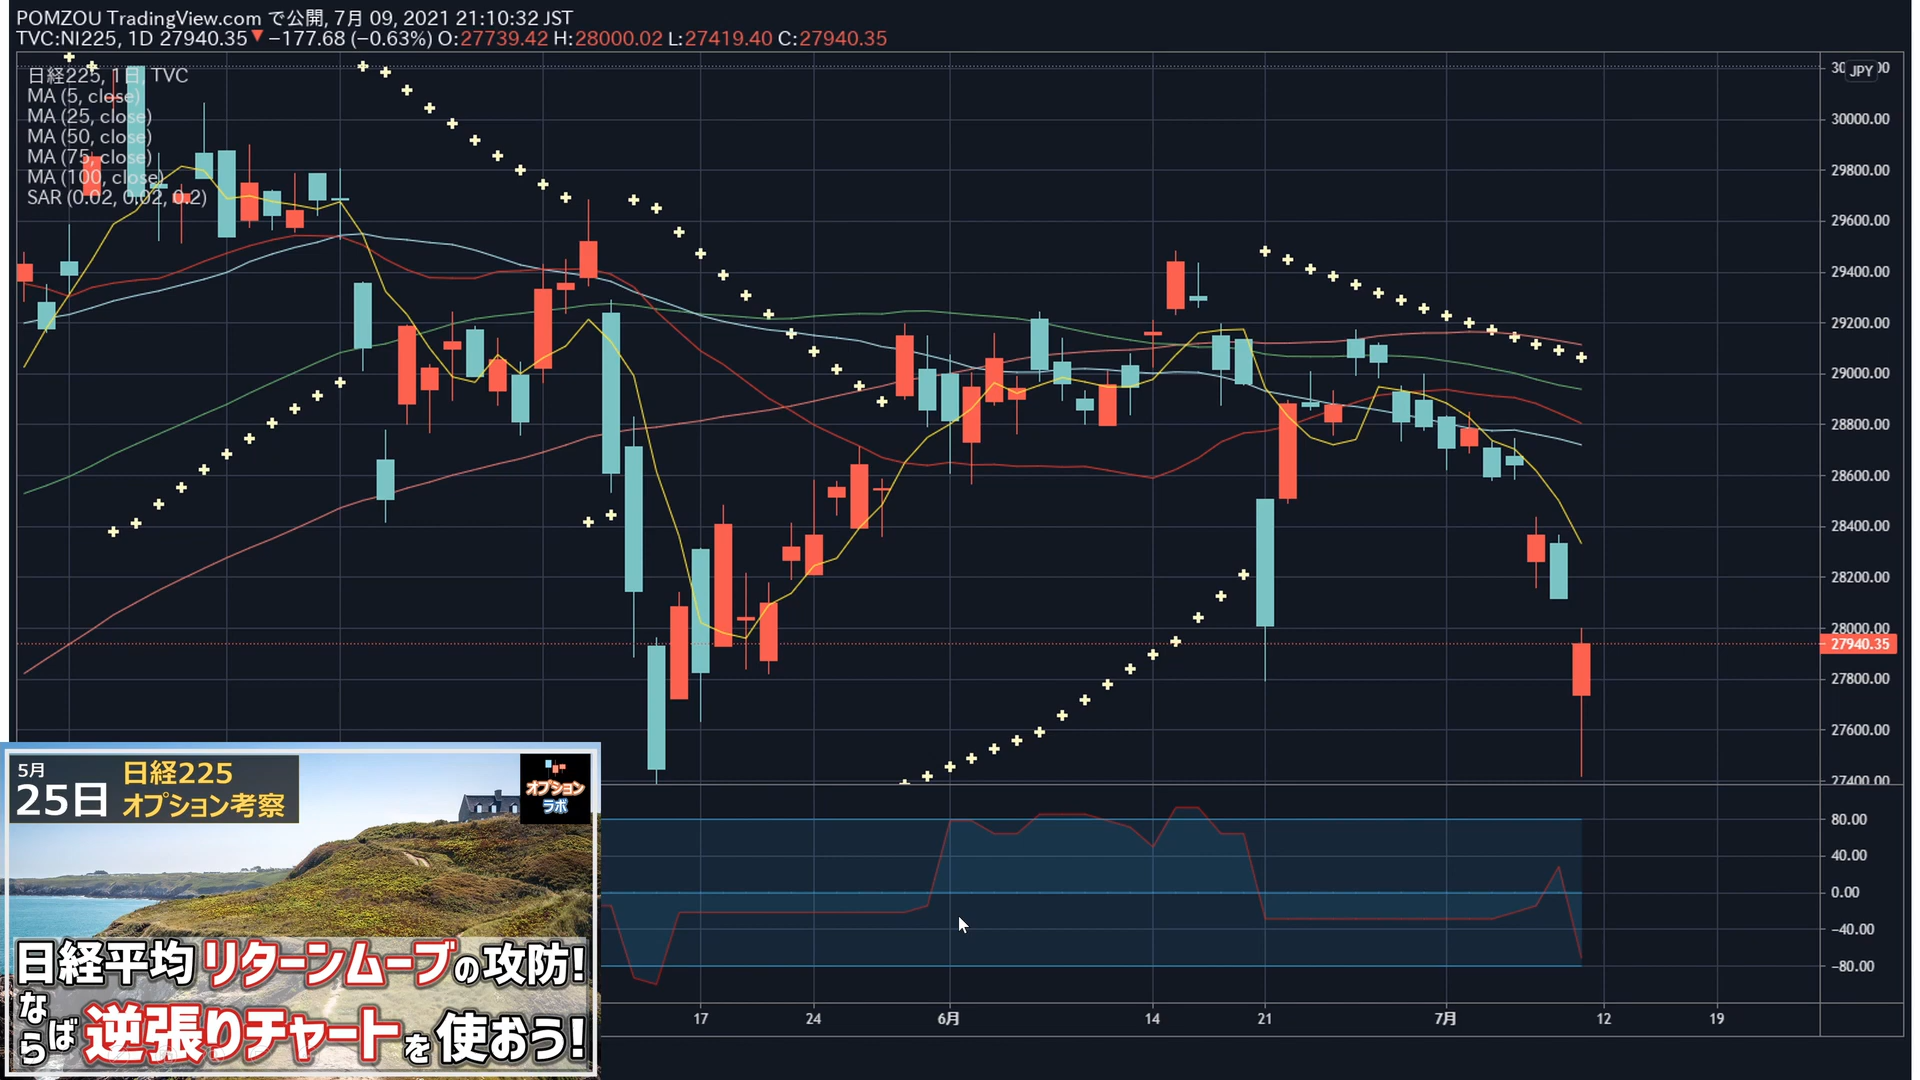 POMZOU TradingView.com で公開, 7月 09, 2021 21:10:32 JST
TVC:NI225, 1D 27940.35▼ −177.68 (−0.63%) O:27739.42 H:28000.02 L:27419.40 C:27940.35
日経225, 1日, TVC
MA (5, close)
MA (25, close)
MA (50, close)
MA (75, close)
MA (100, close)
SAR (0.02, 0.02, 0.2)
JPY
30000.00
29800.00
29600.00
29400.00
29200.00
29000.00
28800.00
28600.00
28400.00
28200.00
28000.00
27940.35
27800.00
27600.00
27400.00
80.00
40.00
0.00
−40.00
−80.00
17 24 6月 14 21 7月 12 19
5月
25日
日経225
オプション考察
オプション
ラボ
日経平均リターンムーブの攻防!
ならば逆張りチャートを使おう!